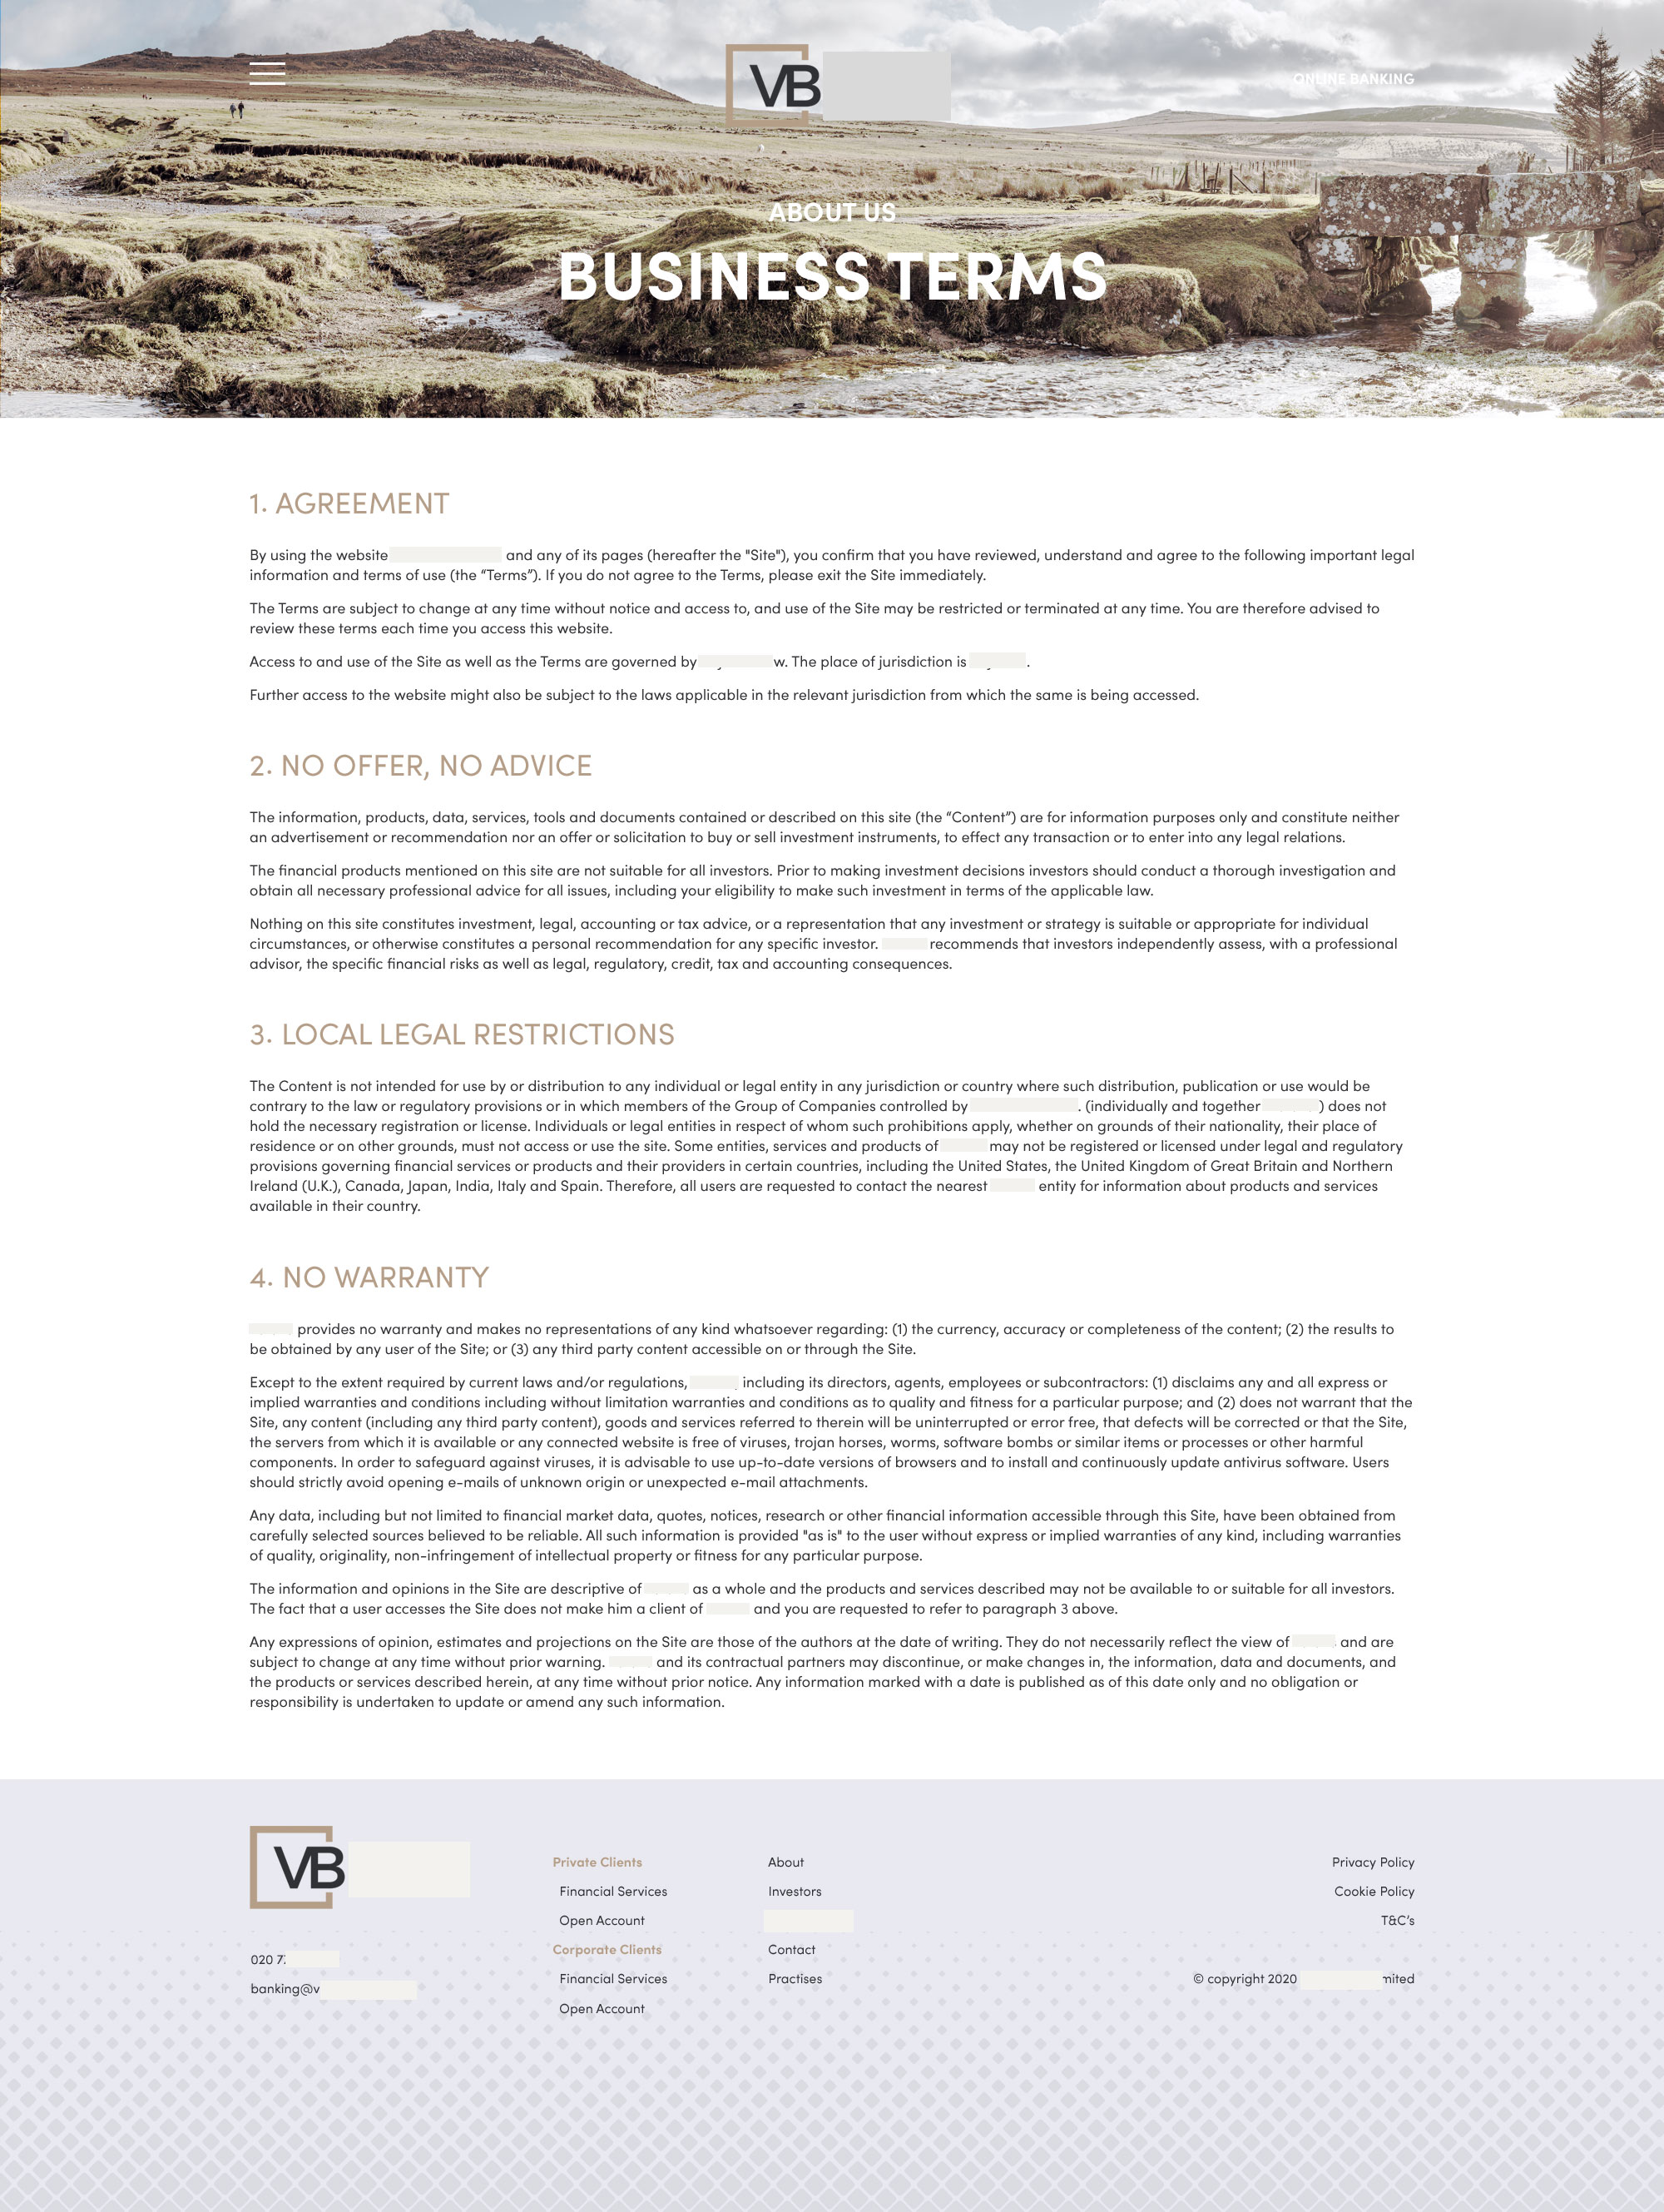 VB
ONLINE BANKING
ABOUT US
BUSINESS TERMS
1. AGREEMENT
By using the website and any of its pages (hereafter the "Site"), you confirm that you have reviewed, understand and agree to the following important legal
information and terms of use (the “Terms”). If you do not agree to the Terms, please exit the Site immediately.
The Terms are subject to change at any time without notice and access to, and use of the Site may be restricted or terminated at any time. You are therefore advised to
review these terms each time you access this website.
Access to and use of the Site as well as the Terms are governed by w. The place of jurisdiction is .
Further access to the website might also be subject to the laws applicable in the relevant jurisdiction from which the same is being accessed.
2. NO OFFER, NO ADVICE
The information, products, data, services, tools and documents contained or described on this site (the “Content”) are for information purposes only and constitute neither
an advertisement or recommendation nor an offer or solicitation to buy or sell investment instruments, to effect any transaction or to enter into any legal relations.
The financial products mentioned on this site are not suitable for all investors. Prior to making investment decisions investors should conduct a thorough investigation and
obtain all necessary professional advice for all issues, including your eligibility to make such investment in terms of the applicable law.
Nothing on this site constitutes investment, legal, accounting or tax advice, or a representation that any investment or strategy is suitable or appropriate for individual
circumstances, or otherwise constitutes a personal recommendation for any specific investor. recommends that investors independently assess, with a professional
advisor, the specific financial risks as well as legal, regulatory, credit, tax and accounting consequences.
3. LOCAL LEGAL RESTRICTIONS
The Content is not intended for use by or distribution to any individual or legal entity in any jurisdiction or country where such distribution, publication or use would be
contrary to the law or regulatory provisions or in which members of the Group of Companies controlled by . (individually and together ) does not
hold the necessary registration or license. Individuals or legal entities in respect of whom such prohibitions apply, whether on grounds of their nationality, their place of
residence or on other grounds, must not access or use the site. Some entities, services and products of may not be registered or licensed under legal and regulatory
provisions governing financial services or products and their providers in certain countries, including the United States, the United Kingdom of Great Britain and Northern
Ireland (U.K.), Canada, Japan, India, Italy and Spain. Therefore, all users are requested to contact the nearest entity for information about products and services
available in their country.
4. NO WARRANTY
provides no warranty and makes no representations of any kind whatsoever regarding: (1) the currency, accuracy or completeness of the content; (2) the results to
be obtained by any user of the Site; or (3) any third party content accessible on or through the Site.
Except to the extent required by current laws and/or regulations, including its directors, agents, employees or subcontractors: (1) disclaims any and all express or
implied warranties and conditions including without limitation warranties and conditions as to quality and fitness for a particular purpose; and (2) does not warrant that the
Site, any content (including any third party content), goods and services referred to therein will be uninterrupted or error free, that defects will be corrected or that the Site,
the servers from which it is available or any connected website is free of viruses, trojan horses, worms, software bombs or similar items or processes or other harmful
components. In order to safeguard against viruses, it is advisable to use up-to-date versions of browsers and to install and continuously update antivirus software. Users
should strictly avoid opening e-mails of unknown origin or unexpected e-mail attachments.
Any data, including but not limited to financial market data, quotes, notices, research or other financial information accessible through this Site, have been obtained from
carefully selected sources believed to be reliable. All such information is provided "as is" to the user without express or implied warranties of any kind, including warranties
of quality, originality, non-infringement of intellectual property or fitness for any particular purpose.
The information and opinions in the Site are descriptive of as a whole and the products and services described may not be available to or suitable for all investors.
The fact that a user accesses the Site does not make him a client of and you are requested to refer to paragraph 3 above.
Any expressions of opinion, estimates and projections on the Site are those of the authors at the date of writing. They do not necessarily reflect the view of and are
subject to change at any time without prior warning. and its contractual partners may discontinue, or make changes in, the information, data and documents, and
the products or services described herein, at any time without prior notice. Any information marked with a date is published as of this date only and no obligation or
responsibility is undertaken to update or amend any such information.
VB
020 7
banking@v
Private Clients
Financial Services
Open Account
Corporate Clients
Financial Services
Open Account
About
Investors
Contact
Practises
Privacy Policy
Cookie Policy
T&C’s
© copyright 2020 mited